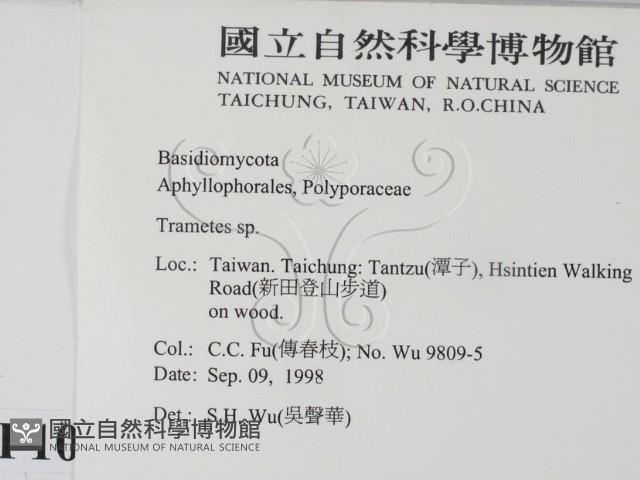 國立自然科學博物館
NATIONAL MUSEUM OF NATURAL SCIENCE
TAICHUNG, TAIWAN, R.O.CHINA
Basidiomycota
Aphyllophorales, Polyporaceae
Trametes sp.
Loc.: Taiwan. Taichung: Tantzu(潭子), Hsintien Walking
Road(新田登山步道)
on wood.
Col.: C.C. Fu(傅春枝); No. Wu 9809-5
Date: Sep. 09, 1998
Det.: S.H. Wu(吳聲華)
國立自然科學博物館
NATIONAL MUSEUM OF NATURAL SCIENCE